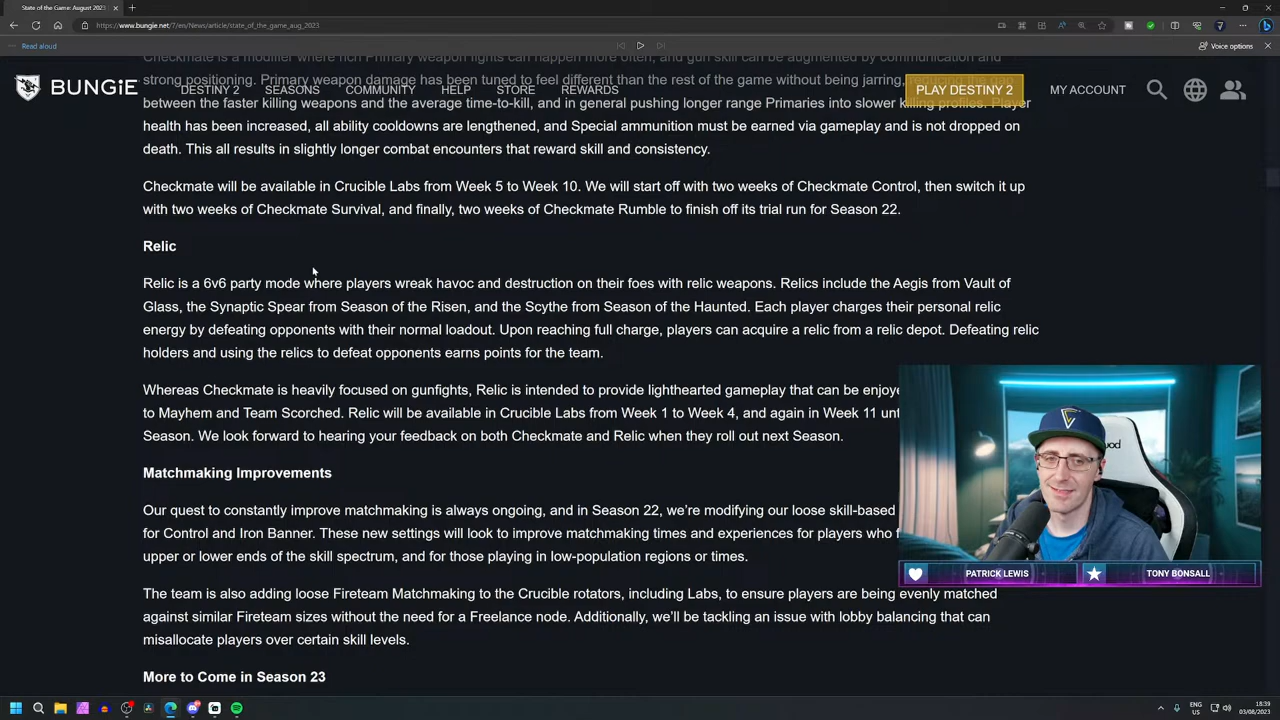 State of the Game: August 2023
https://www.bungie.net/7/en/News/article/state_of_the_game_aug_2023
Read aloud
Voice options
Checkmate is a modifier where rich Primary weapon fights can happen more often, and gun skill can be augmented by communication and
strong positioning. Primary weapon damage has been tuned to feel different than the rest of the game without being jarring, reducing the gap
BUNGIE
DESTINY 2
SEASONS
COMMUNITY
HELP
STORE
REWARDS
PLAY DESTINY 2
MY ACCOUNT
between the faster killing weapons and the average time-to-kill, and in general pushing longer range Primaries into slower killing profiles. Player
health has been increased, all ability cooldowns are lengthened, and Special ammunition must be earned via gameplay and is not dropped on
death. This all results in slightly longer combat encounters that reward skill and consistency.
Checkmate will be available in Crucible Labs from Week 5 to Week 10. We will start off with two weeks of Checkmate Control, then switch it up
with two weeks of Checkmate Survival, and finally, two weeks of Checkmate Rumble to finish off its trial run for Season 22.
Relic
Relic is a 6v6 party mode where players wreak havoc and destruction on their foes with relic weapons. Relics include the Aegis from Vault of
Glass, the Synaptic Spear from Season of the Risen, and the Scythe from Season of the Haunted. Each player charges their personal relic
energy by defeating opponents with their normal loadout. Upon reaching full charge, players can acquire a relic from a relic depot. Defeating relic
holders and using the relics to defeat opponents earns points for the team.
Whereas Checkmate is heavily focused on gunfights, Relic is intended to provide lighthearted gameplay that can be enjoye
to Mayhem and Team Scorched. Relic will be available in Crucible Labs from Week 1 to Week 4, and again in Week 11 unt
Season. We look forward to hearing your feedback on both Checkmate and Relic when they roll out next Season.
Matchmaking Improvements
Our quest to constantly improve matchmaking is always ongoing, and in Season 22, we're modifying our loose skill-based
for Control and Iron Banner. These new settings will look to improve matchmaking times and experiences for players who f
upper or lower ends of the skill spectrum, and for those playing in low-population regions or times.
PATRICK LEWIS
TONY BONSALL
The team is also adding loose Fireteam Matchmaking to the Crucible rotators, including Labs, to ensure players are being evenly matched
against similar Fireteam sizes without the need for a Freelance node. Additionally, we'll be tackling an issue with lobby balancing that can
misallocate players over certain skill levels.
More to Come in Season 23
ENG
US
18:39
03/08/2023